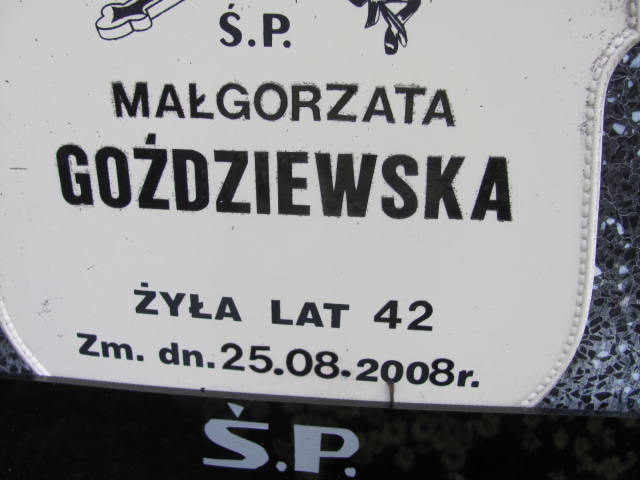 Ś.P.
MAŁGORZATA
GOŹDZIEWSKA
ŻYŁA LAT 42
Zm. dn. 25.08.2008r.
Ś.P.